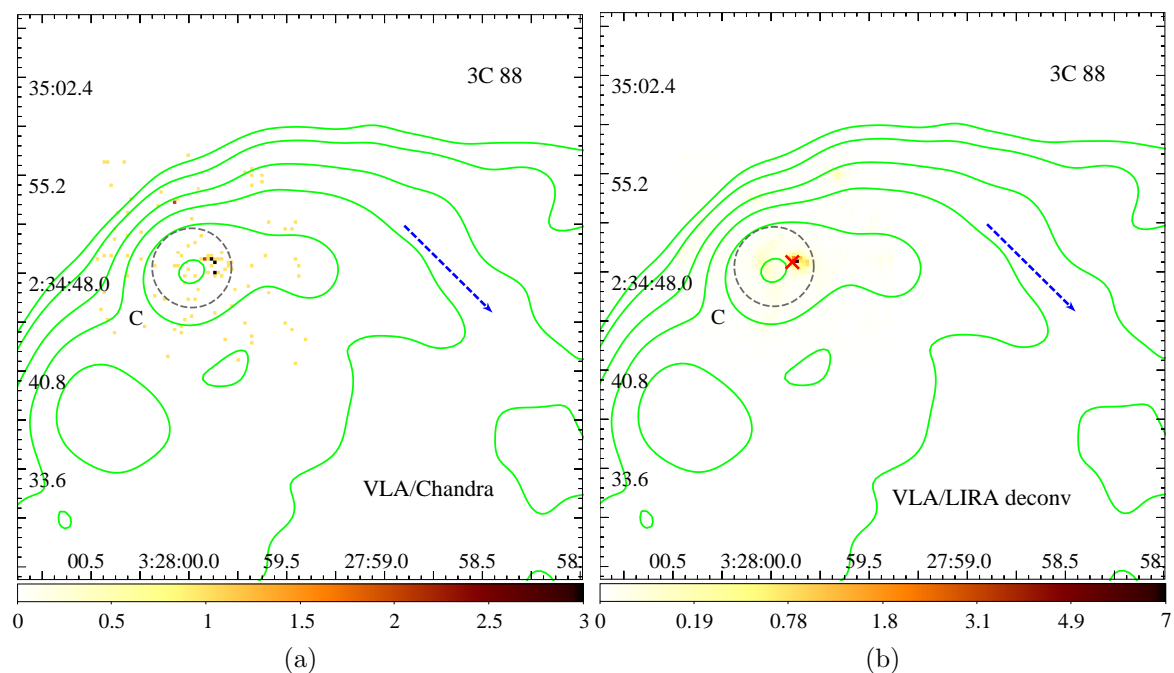 3C 88
35:02.4
55.2
2:34:48.0
C
40.8
33.6
VLA/Chandra
00.5 3:28:00.0 59.5 27:59.0 58.5 58.
0 0.5 1 1.5 2 2.5 3
(a)
3C 88
35:02.4
55.2
2:34:48.0
C
40.8
33.6
VLA/LIRA deconv
00.5 3:28:00.0 59.5 27:59.0 58.5 58.
0 0.19 0.78 1.8 3.1 4.9 7
(b)